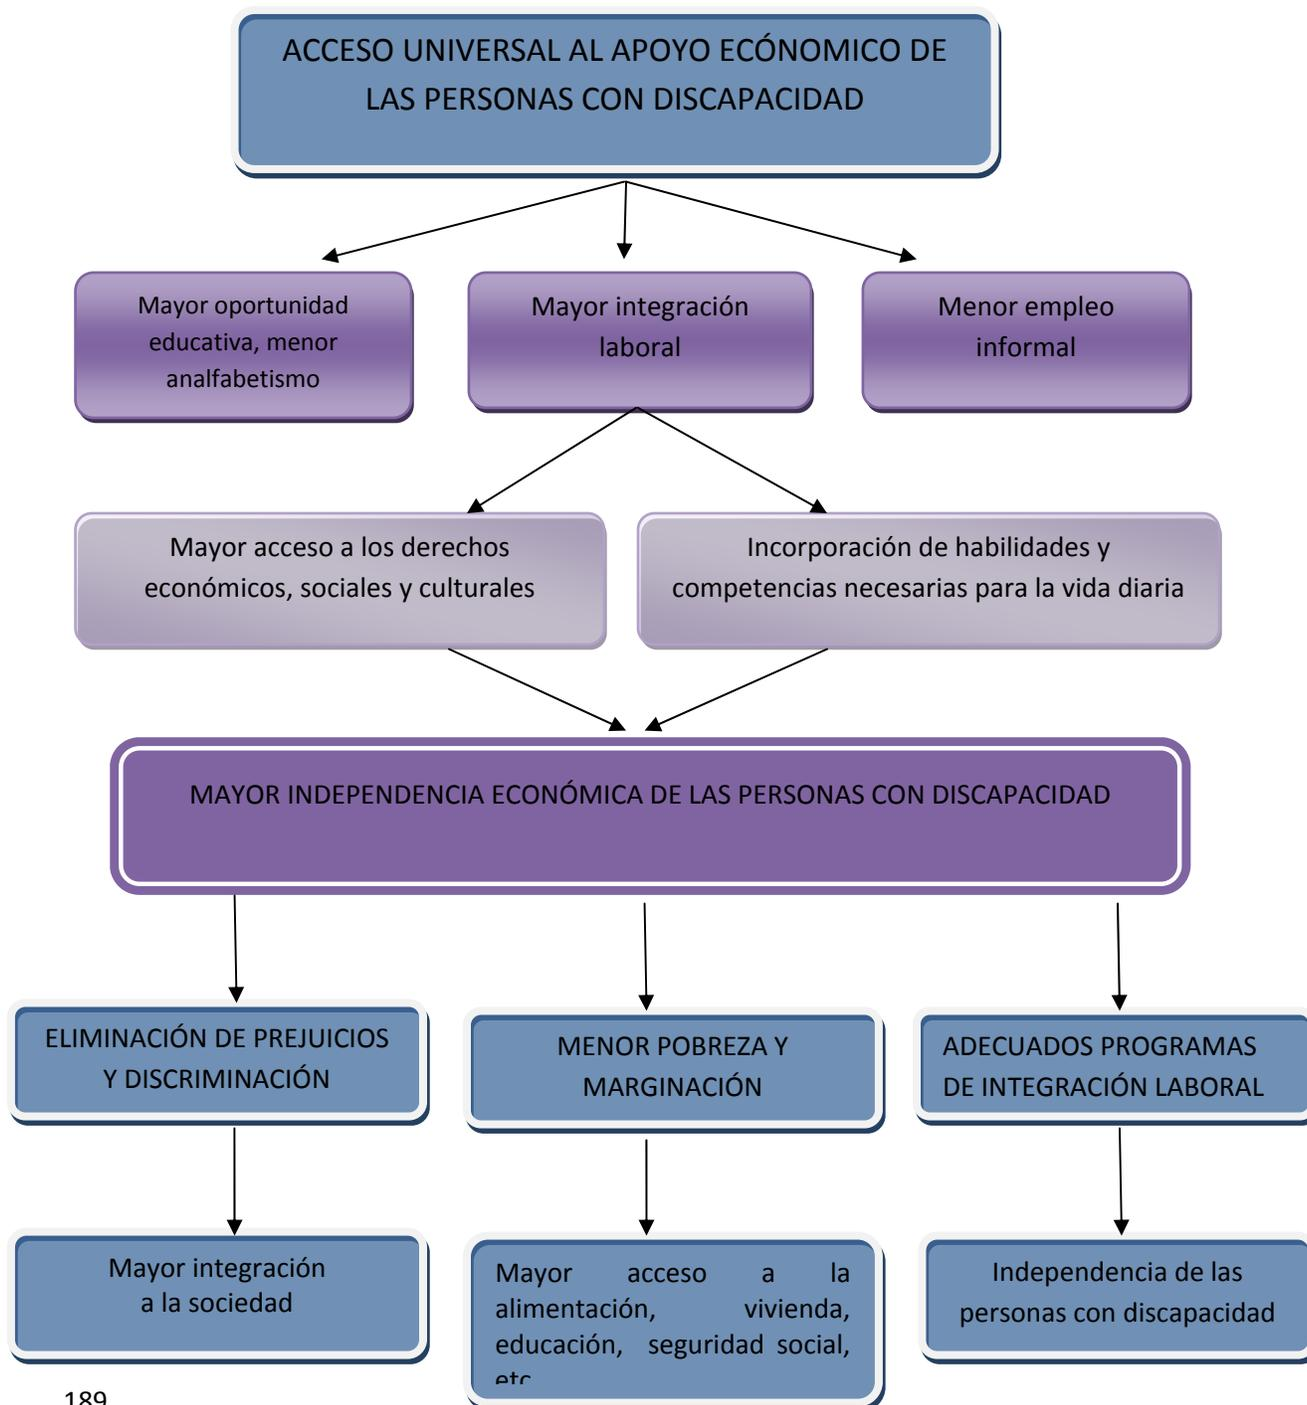 ACCESO UNIVERSAL AL APOYO ECÓNOMICO DE
LAS PERSONAS CON DISCAPACIDAD
Mayor oportunidad
educativa, menor
analfabetismo
Mayor integración
laboral
Menor empleo
informal
Mayor acceso a los derechos
económicos, sociales y culturales
Incorporación de habilidades y
competencias necesarias para la vida diaria
MAYOR INDEPENDENCIA ECONÓMICA DE LAS PERSONAS CON DISCAPACIDAD
ELIMINACIÓN DE PREJUICIOS
Y DISCRIMINACIÓN
MENOR POBREZA Y
MARGINACIÓN
ADECUADOS PROGRAMAS
DE INTEGRACIÓN LABORAL
Mayor integración
a la sociedad
Mayor acceso a la
alimentación, vivienda,
educación, seguridad social,
etc
Independencia de las
personas con discapacidad
189